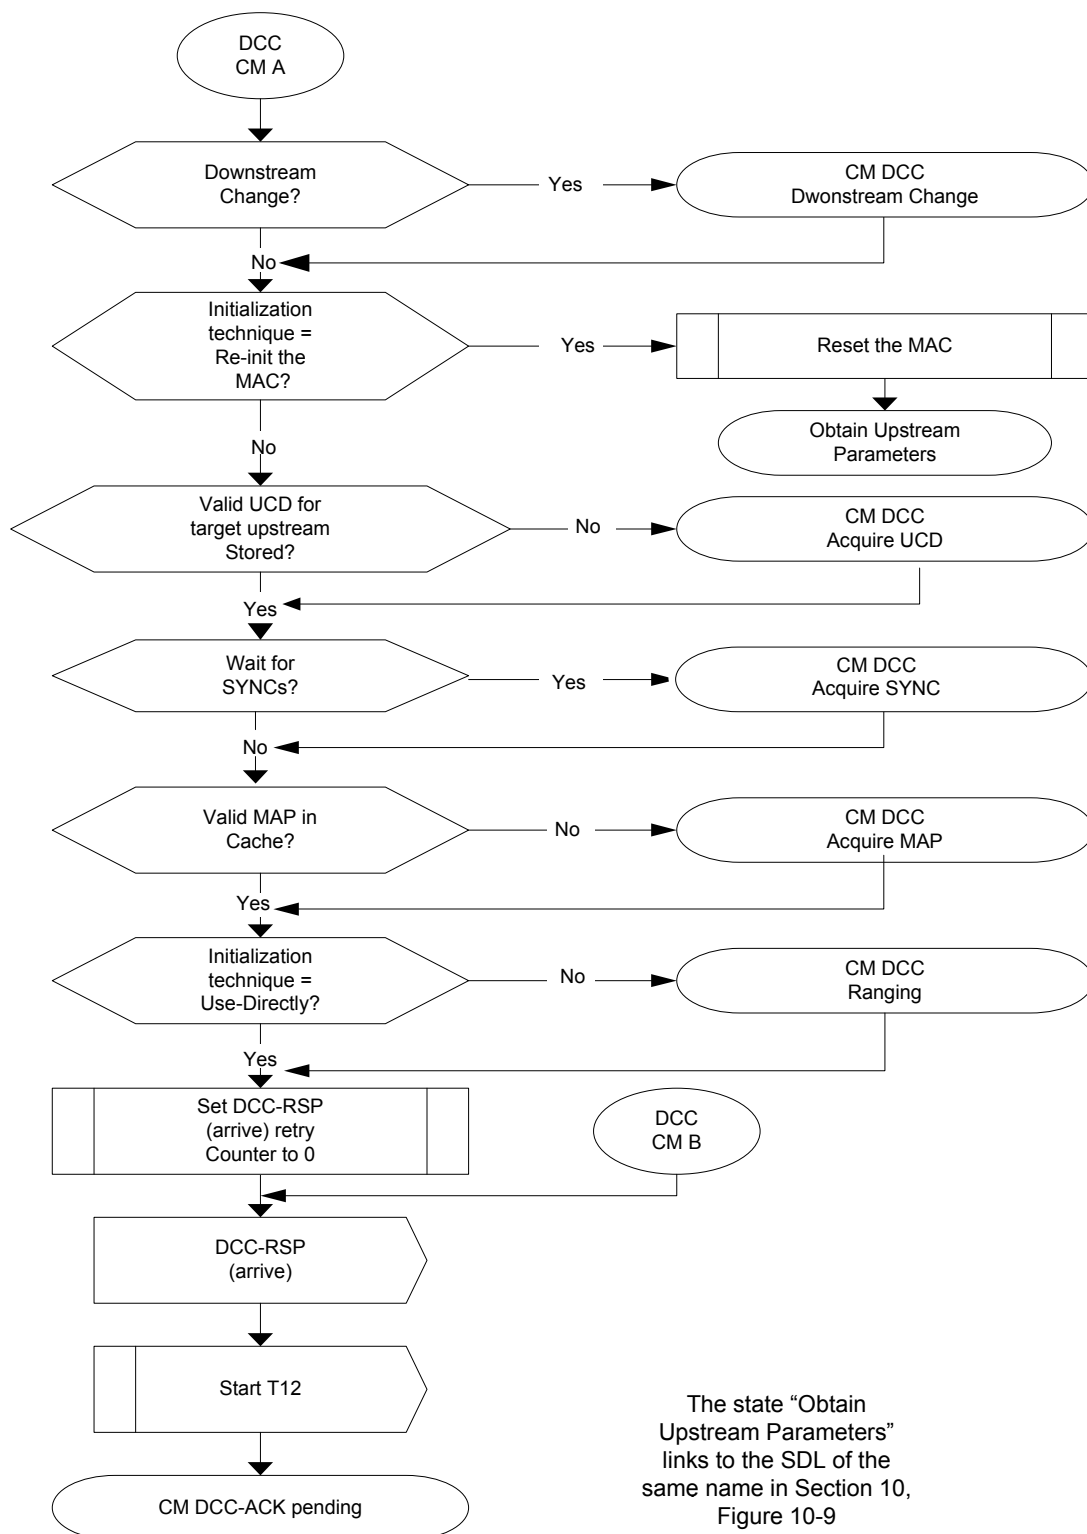 DCC
CM A
Downstream
Change?
Yes
CM DCC
Dwonstream Change
No
Initialization
technique =
Re-init the
MAC?
Yes
Reset the MAC
Obtain Upstream
Parameters
No
Valid UCD for
target upstream
Stored?
No
CM DCC
Acquire UCD
Yes
Wait for
SYNCs?
Yes
CM DCC
Acquire SYNC
No
Valid MAP in
Cache?
No
CM DCC
Acquire MAP
Yes
Initialization
technique =
Use-Directly?
No
CM DCC
Ranging
Yes
Set DCC-RSP
(arrive) retry
Counter to 0
DCC
CM B
DCC-RSP
(arrive)
Start T12
CM DCC-ACK pending
The state “Obtain
Upstream Parameters”
links to the SDL of the
same name in Section 10,
Figure 10-9